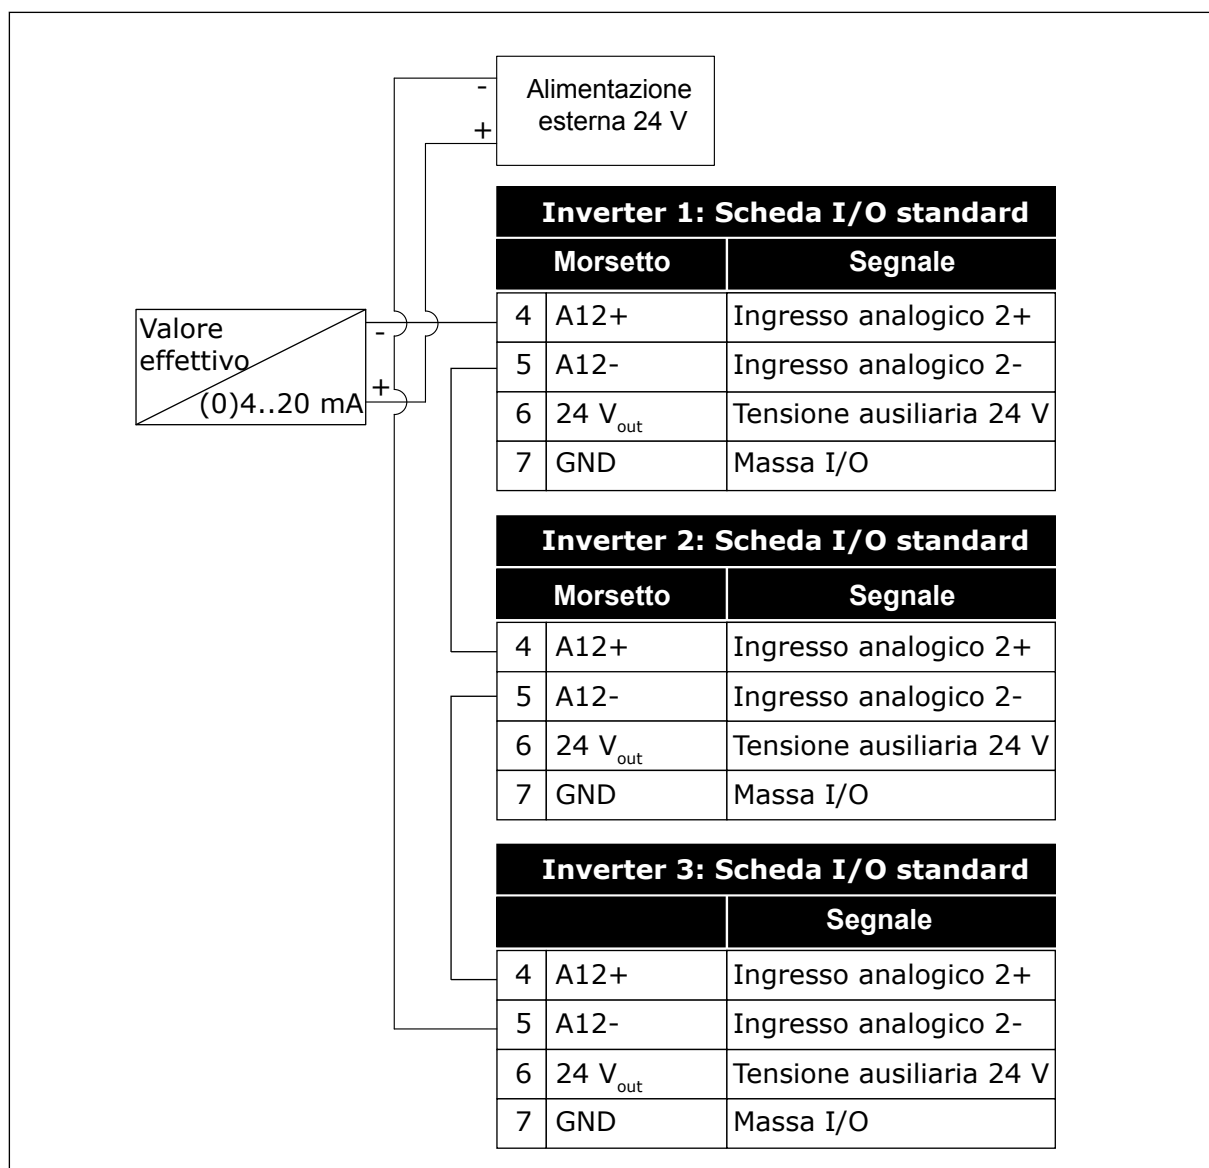 -
Alimentazione
esterna 24 V
+
Inverter 1: Scheda I/O standard
Morsetto Segnale
Valore
effettivo
(0)4..20 mA
-
+
4 A12+ Ingresso analogico 2+
5 A12- Ingresso analogico 2-
6 24 Vout Tensione ausiliaria 24 V
7 GND Massa I/O
Inverter 2: Scheda I/O standard
Morsetto Segnale
4 A12+ Ingresso analogico 2+
5 A12- Ingresso analogico 2-
6 24 Vout Tensione ausiliaria 24 V
7 GND Massa I/O
Inverter 3: Scheda I/O standard
Segnale
4 A12+ Ingresso analogico 2+
5 A12- Ingresso analogico 2-
6 24 Vout Tensione ausiliaria 24 V
7 GND Massa I/O